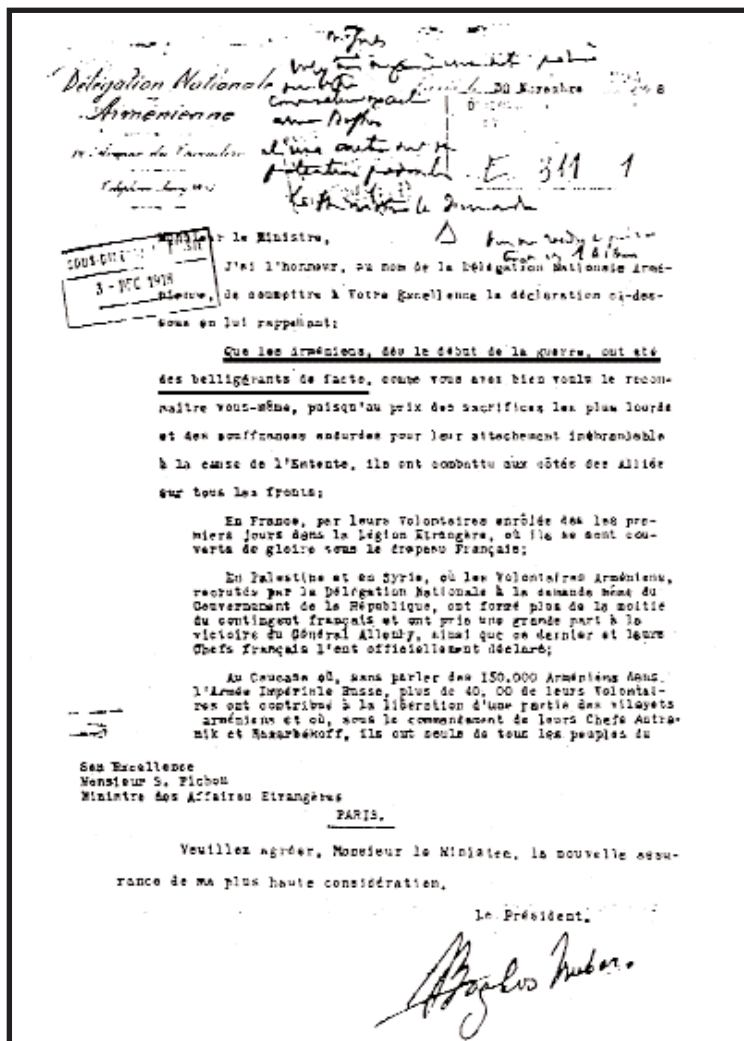 Délégation Nationale
Arménienne
30 Novembre
E. 311 1
le demande
Monsieur le Ministre,
3 - DEC 1918
J'ai l'honneur, au nom de la Délégation Nationale Armé-
nienne, de soumettre à Votre Excellence la déclaration ci-des-
sous en lui rappelant:
Que les Arméniens, dès le début de la guerre, ont été
des belligérants de facto, comme vous avez bien voulu le recon-
naître vous-même, puisqu'au prix des sacrifices les plus lourds
et des souffrances endurées pour leur attachement inébranlable
à la cause de l'Entente, ils ont combattu aux côtés des Alliés
sur tous les fronts;
En France, par leurs Volontaires enrôlés dès les pre-
miers jours dans la Légion Etrangère, où ils se sont cou-
verts de gloire sous le drapeau Français;
En Palestine et en Syrie, où les Volontaires Arméniens,
recrutés par la Délégation Nationale à la demande même du
Gouvernement de la République, ont formé plus de la moitié
du contingent français et ont pris une grande part à la
victoire du Général Allenby, ainsi que ce dernier et leurs
Chefs français l'ont officiellement déclaré;
Au Caucase où, sans parler des 150.000 Arméniens dans
l'Armée Impériale Russe, plus de 40, 00 de leurs Volontai-
res ont contribué à la libération d'une partie des vilayets
arméniens et où, sous le commandement de leurs Chefs Antra-
nik et Nazarbékoff, ils ont seuls de tous les peuples du
Son Excellence
Monsieur S. Pichon
Ministre des Affaires Etrangères
PARIS.
Veuillez agréer, Monsieur le Ministre, la nouvelle assu-
rance de ma plus haute considération.
Le Président.
Boghos Nubar.